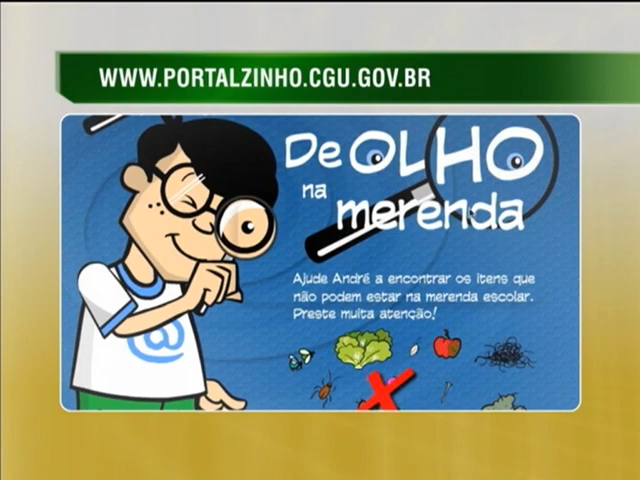 WWW.PORTALZINHO.CGU.GOV.BR
De OLHO
na
merenda
Ajude André a encontrar os itens que
não podem estar na merenda escolar.
Preste muita atenção!
@